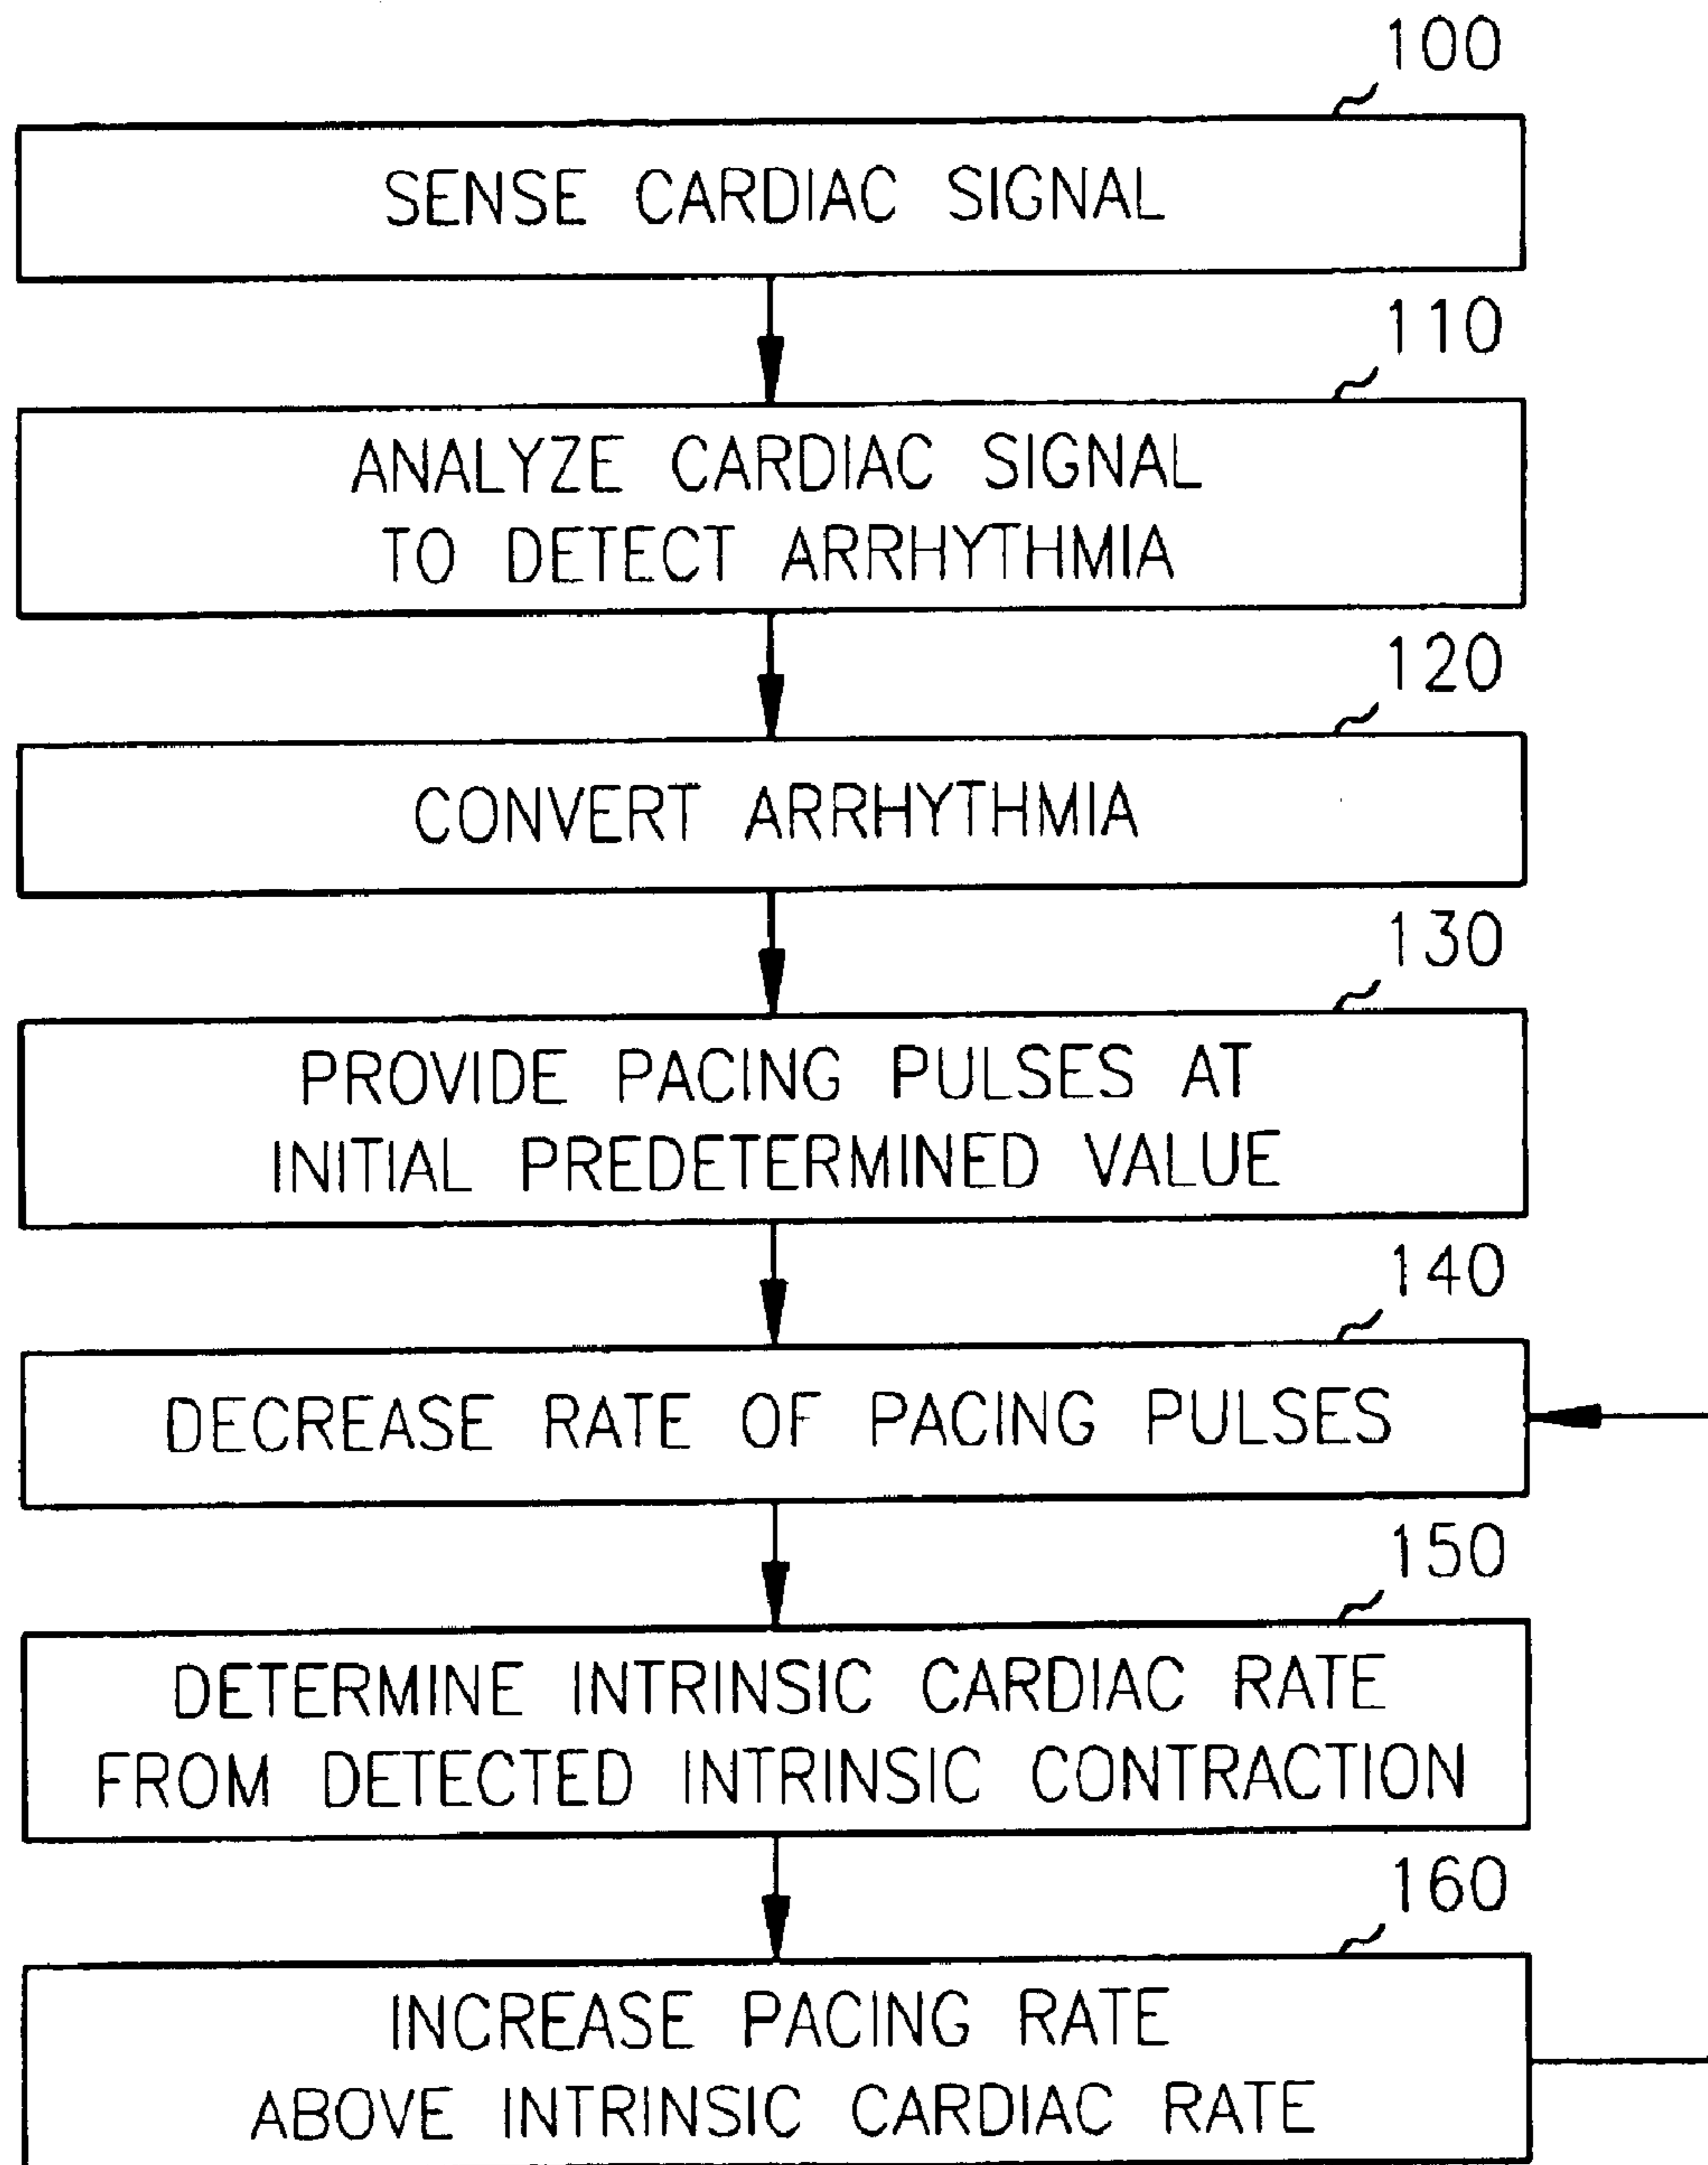 100
SENSE CARDIAC SIGNAL
110
ANALYZE CARDIAC SIGNAL
TO DETECT ARRHYTHMIA
120
CONVERT ARRHYTHMIA
130
PROVIDE PACING PULSES AT
INITIAL PREDETERMINED VALUE
140
DECREASE RATE OF PACING PULSES
150
DETERMINE INTRINSIC CARDIAC RATE
FROM DETECTED INTRINSIC CONTRACTION
160
INCREASE PACING RATE
ABOVE INTRINSIC CARDIAC RATE